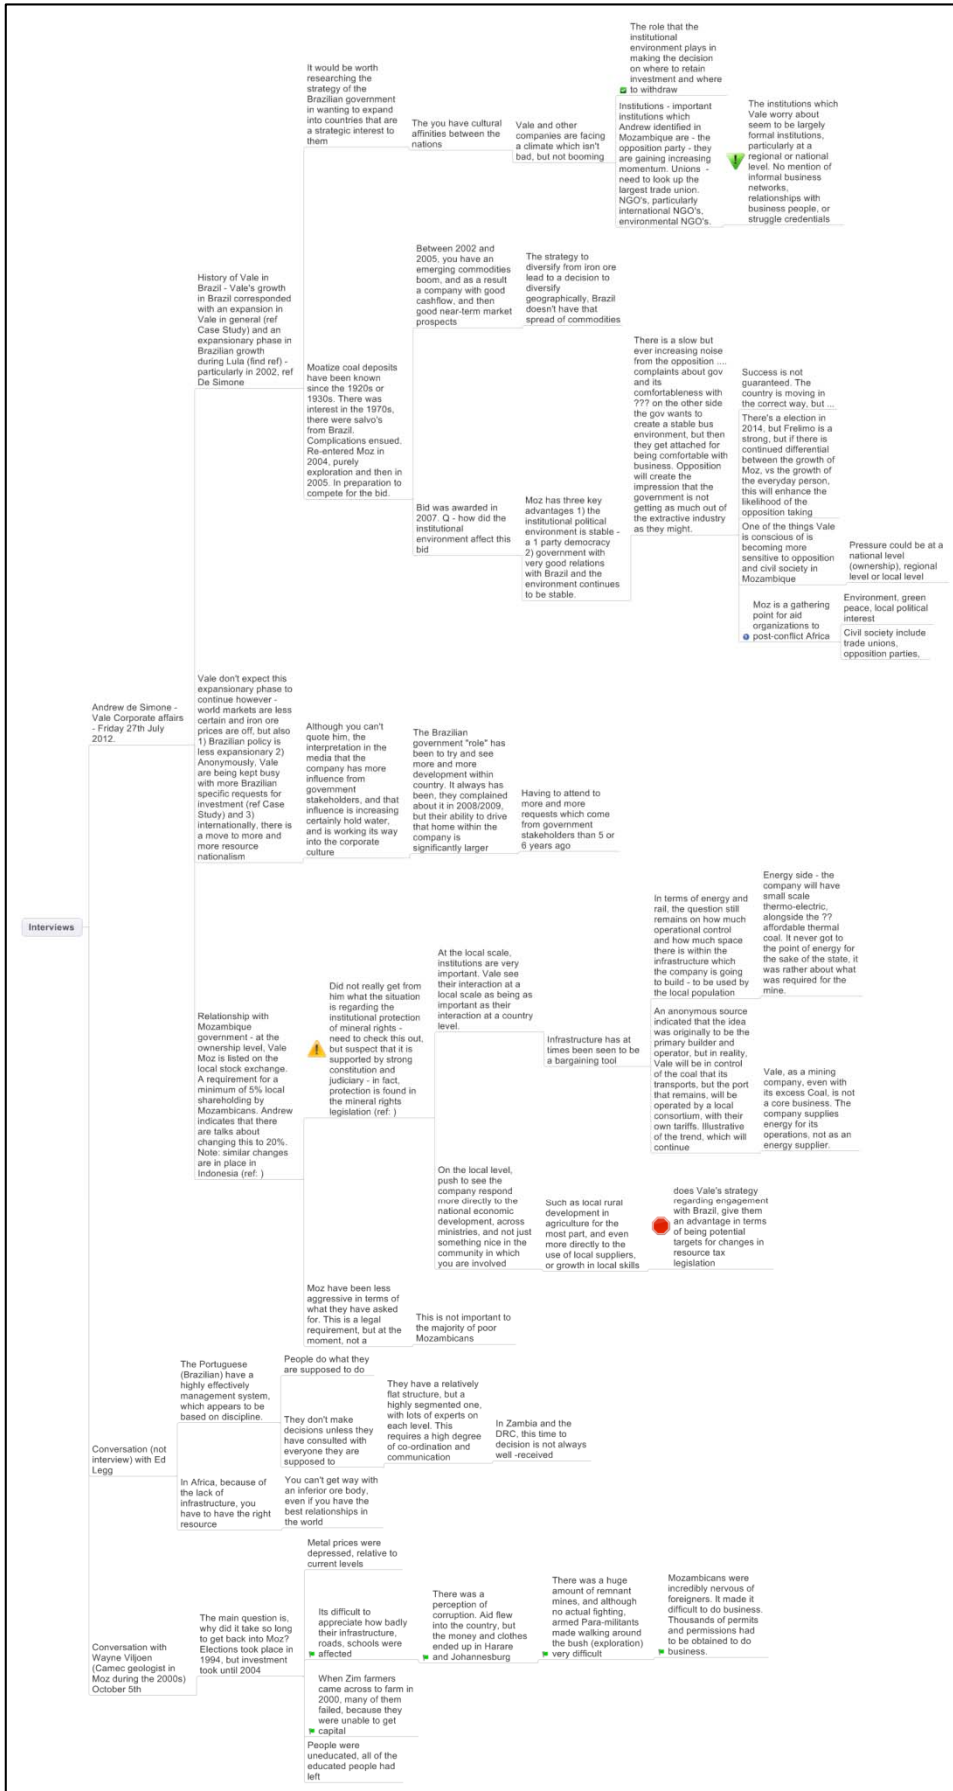 Interviews
Andrew de Simone -
Vale Corporate affairs
- Friday 27th July
2012.
History of Vale in
Brazil - Vale's growth
in Brazil corresponded
with an expansion in
Vale in general (ref
Case Study) and an
expansionary phase in
Brazilian growth
during Lula (find ref) -
particularly in 2002, ref
De Simone
It would be worth
researching the
strategy of the
Brazilian government
in wanting to expand
into countries that are
a strategic interest to
them
The you have cultural
affinities between the
nations
Vale and other
companies are facing
a climate which isn't
bad, but not booming
The role that the
institutional
environment plays in
making the decision
on where to retain
investment and where
to withdraw
Institutions - important
institutions which
Andrew identified in
Mozambique are - the
opposition party - they
are gaining increasing
momentum. Unions -
need to look up the
largest trade union.
NGO's, particularly
international NGO's,
environmental NGO's.
The institutions which
Vale worry about
seem to be largely
formal institutions,
particularly at a
regional or national
level. No mention of
informal business
networks,
relationships with
business people, or
struggle credentials
Moatize coal deposits
have been known
since the 1920s or
1930s. There was
interest in the 1970s,
there were salvo's
from Brazil.
Complications ensued.
Re-entered Moz in
2004, purely
exploration and then in
2005. In preparation to
compete for the bid.
Between 2002 and
2005, you have an
emerging commodities
boom, and as a result
a company with good
cashflow, and then
good near-term market
prospects
The strategy to
diversify from iron ore
lead to a decision to
diversify
geographically, Brazil
doesn't have that
spread of commodities
Bid was awarded in
2007. Q - how did the
institutional
environment affect this
bid
Moz has three key
advantages 1) the
institutional political
environment is stable -
a 1 party democracy
2) government with
very good relations
with Brazil and the
environment continues
to be stable.
There is a slow but
ever increasing noise
from the opposition ....
complaints about gov
and its
comfortableness with
??? on the other side
the gov wants to
create a stable bus
environment, but then
they get attached for
being comfortable with
business. Opposition
will create the
impression that the
government is not
getting as much out of
the extractive industry
as they might.
Success is not
guaranteed. The
country is moving in
the correct way, but ...
There's a election in
2014, but Frelimo is a
strong, but if there is
continued differential
between the growth of
Moz, vs the growth of
the everyday person,
this will enhance the
likelihood of the
opposition taking
One of the things Vale
is conscious of is
becoming more
sensitive to opposition
and civil society in
Mozambique
Pressure could be at a
national level
(ownership), regional
level or local level
Moz is a gathering
point for aid
organizations to
post-conflict Africa
Environment, green
peace, local political
interest
Civil society include
trade unions,
opposition parties,
Vale don't expect this
expansionary phase to
continue however -
world markets are less
certain and iron ore
prices are off, but also
1) Brazilian policy is
less expansionary 2)
Anonymously, Vale
are being kept busy
with more Brazilian
specific requests for
investment (ref Case
Study) and 3)
internationally, there is
a move to more and
more resource
nationalism
Although you can't
quote him, the
interpretation in the
media that the
company has more
influence from
government
stakeholders, and that
influence is increasing
certainly hold water,
and is working its way
into the corporate
culture
The Brazilian
government "role" has
been to try and see
more and more
development within
country. It always has
been, they complained
about it in 2008/2009,
but their ability to drive
that home within the
company is
significantly larger
Having to attend to
more and more
requests which come
from government
stakeholders than 5 or
6 years ago
Relationship with
Mozambique
government - at the
ownership level, Vale
Moz is listed on the
local stock exchange.
A requirement for a
minimum of 5% local
shareholding by
Mozambicans. Andrew
indicates that there
are talks about
changing this to 20%.
Note: similar changes
are in place in
Indonesia (ref: )
Did not really get from
him what the situation
is regarding the
institutional protection
of mineral rights -
need to check this out,
but suspect that it is
supported by strong
constitution and
judiciary - in fact,
protection is found in
the mineral rights
legislation (ref: )
At the local scale,
institutions are very
important. Vale see
their interaction at a
local scale as being as
important as their
interaction at a country
level.
Infrastructure has at
times been seen to be
a bargaining tool
In terms of energy and
rail, the question still
remains on how much
operational control
and how much space
there is within the
infrastructure which
the company is going
to build - to be used by
the local population
Energy side - the
company will have
small scale
thermo-electric,
alongside the ??
affordable thermal
coal. It never got to
the point of energy for
the sake of the state, it
was rather about what
was required for the
mine.
An anonymous source
indicated that the idea
was originally to be the
primary builder and
operator, but in reality,
Vale will be in control
of the coal that its
transports, but the port
that remains, will be
operated by a local
consortium, with their
own tariffs. Illustrative
of the trend, which will
continue
Vale, as a mining
company, even with
its excess Coal, is not
a core business. The
company supplies
energy for its
operations, not as an
energy supplier.
On the local level,
push to see the
company respond
more directly to the
national economic
development, across
ministries, and not just
something nice in the
community in which
you are involved
Such as local rural
development in
agriculture for the
most part, and even
more directly to the
use of local suppliers,
or growth in local skills
does Vale's strategy
regarding engagement
with Brazil, give them
an advantage in terms
of being potential
targets for changes in
resource tax
legislation
Moz have been less
aggressive in terms of
what they have asked
for. This is a legal
requirement, but at the
moment, not a
This is not important to
the majority of poor
Mozambicans
Conversation (not
interview) with Ed
Legg
The Portuguese
(Brazilian) have a
highly effectively
management system,
which appears to be
based on discipline.
People do what they
are supposed to do
They don't make
decisions unless they
have consulted with
everyone they are
supposed to
They have a relatively
flat structure, but a
highly segmented one,
with lots of experts on
each level. This
requires a high degree
of co-ordination and
communication
In Zambia and the
DRC, this time to
decision is not always
well -received
In Africa, because of
the lack of
infrastructure, you
have to have the right
resource
You can't get way with
an inferior ore body,
even if you have the
best relationships in
the world
Conversation with
Wayne Viljoen
(Camec geologist in
Moz during the 2000s)
October 5th
The main question is,
why did it take so long
to get back into Moz?
Elections took place in
1994, but investment
took until 2004
Metal prices were
depressed, relative to
current levels
Its difficult to
appreciate how badly
their infrastructure,
roads, schools were
affected
There was a
perception of
corruption. Aid flew
into the country, but
the money and clothes
ended up in Harare
and Johannesburg
There was a huge
amount of remnant
mines, and although
no actual fighting,
armed Para-militants
made walking around
the bush (exploration)
very difficult
Mozambicans were
incredibly nervous of
foreigners. It made it
difficult to do business.
Thousands of permits
and permissions had
to be obtained to do
business.
When Zim farmers
came across to farm in
2000, many of them
failed, because they
were unable to get
capital
People were
uneducated, all of the
educated people had
left